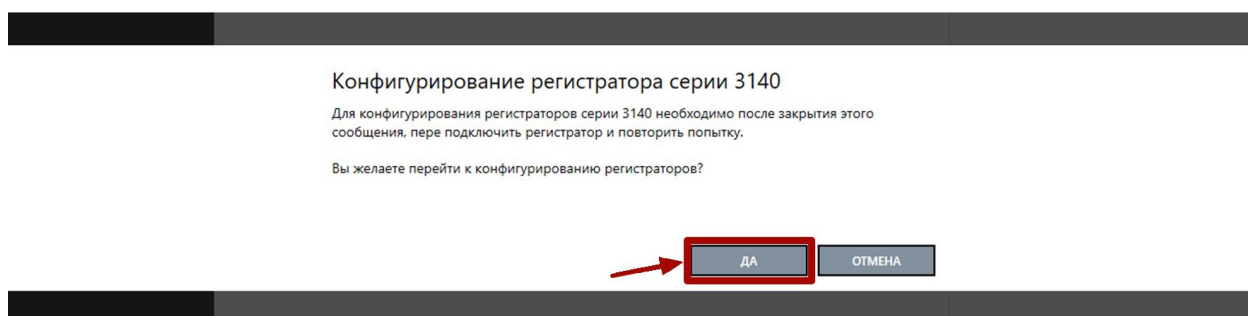 Конфигурирование регистратора серии 3140
Для конфигурирования регистраторов серии 3140 необходимо после закрытия этого
сообщения, пере подключить регистратор и повторить попытку.
Вы желаете перейти к конфигурированию регистраторов?
ДА
ОТМЕНА